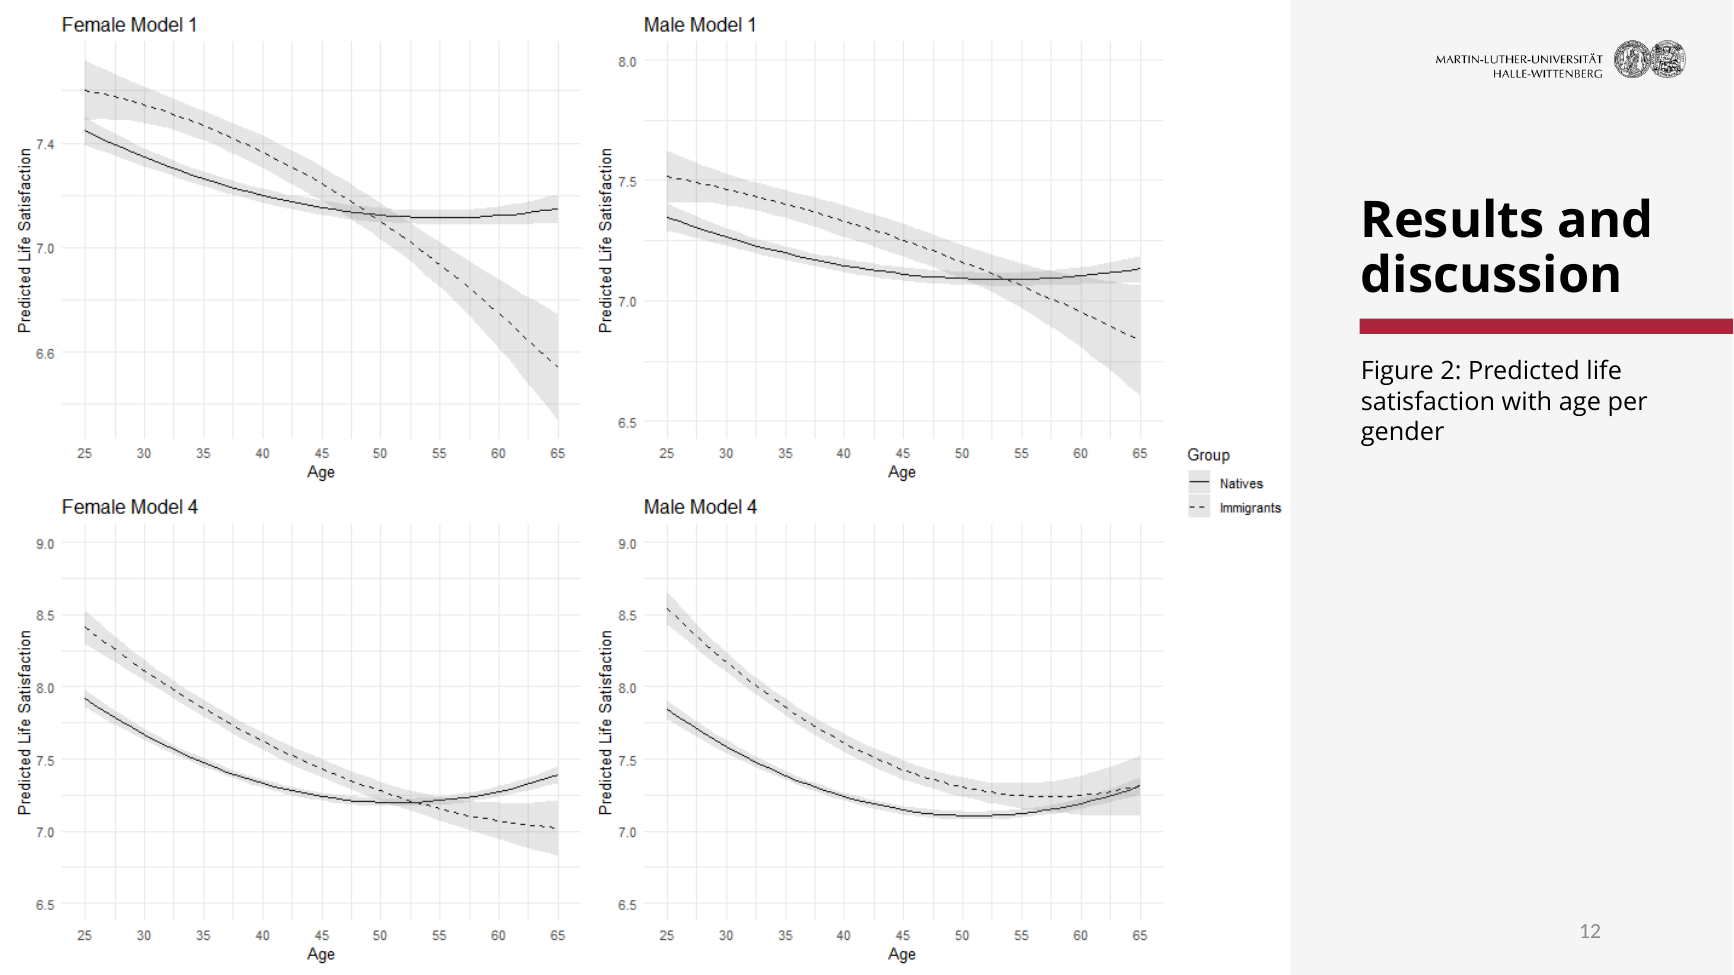 Female Model 1
Predicted Life Satisfaction
7.4
7.0
6.6
25 30 35 40 45 50 55 60 65
Age
Male Model 1
Predicted Life Satisfaction
8.0
7.5
7.0
6.5
25 30 35 40 45 50 55 60 65
Age
Female Model 4
Predicted Life Satisfaction
9.0
8.5
8.0
7.5
7.0
6.5
25 30 35 40 45 50 55 60 65
Age
Male Model 4
Predicted Life Satisfaction
9.0
8.5
8.0
7.5
7.0
6.5
25 30 35 40 45 50 55 60 65
Age
Group
Natives
Immigrants
MARTIN-LUTHER-UNIVERSITÄT
HALLE-WITTENBERG
Results and
discussion
Figure 2: Predicted life
satisfaction with age per
gender
12